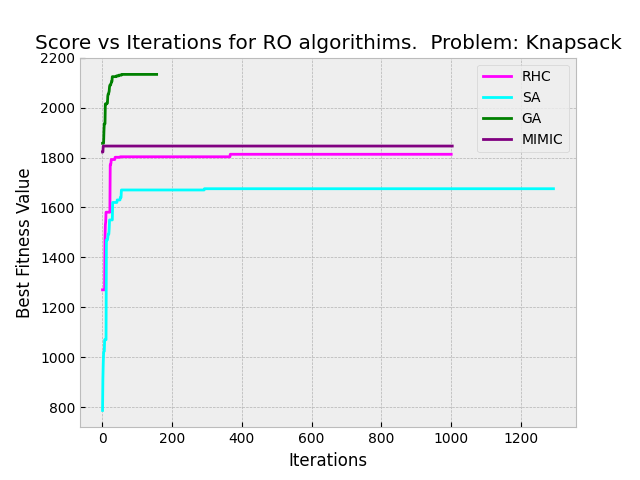 Score vs Iterations for RO algorithims.  Problem: Knapsack
2200
2000
1800
1600
1400
1200
1000
800
Best Fitness Value
RHC
SA
GA
MIMIC
0 200 400 600 800 1000 1200
Iterations